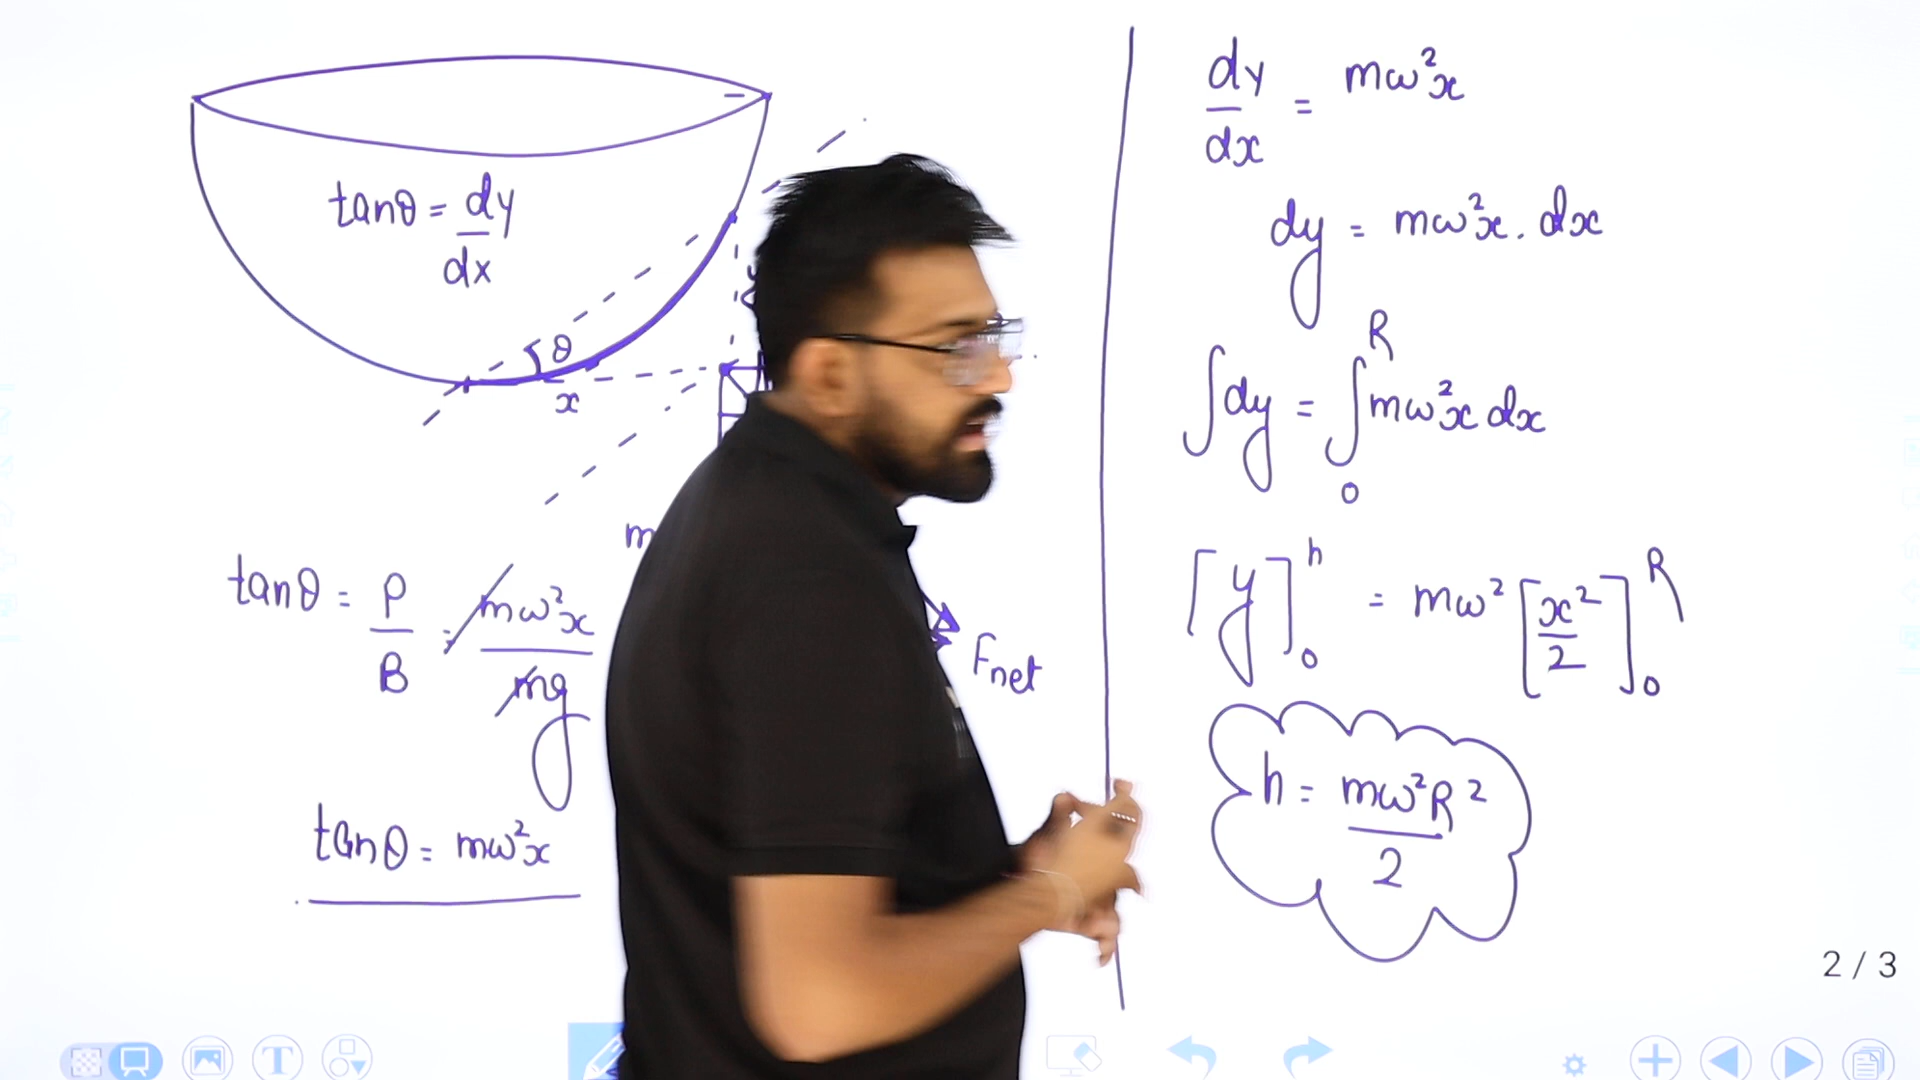 tanθ = dy/dx
θ
x
m
tanθ = P/B = mω²x/mg
tanθ = mω²x
Fnet
dy/dx = mω²x
dy = mω²x . dx
∫dy = ∫₀ᴿ mω²x dx
[y]₀ʰ = mω² [x²/2]₀ᴿ
h = mω²R²/2
2 / 3
T